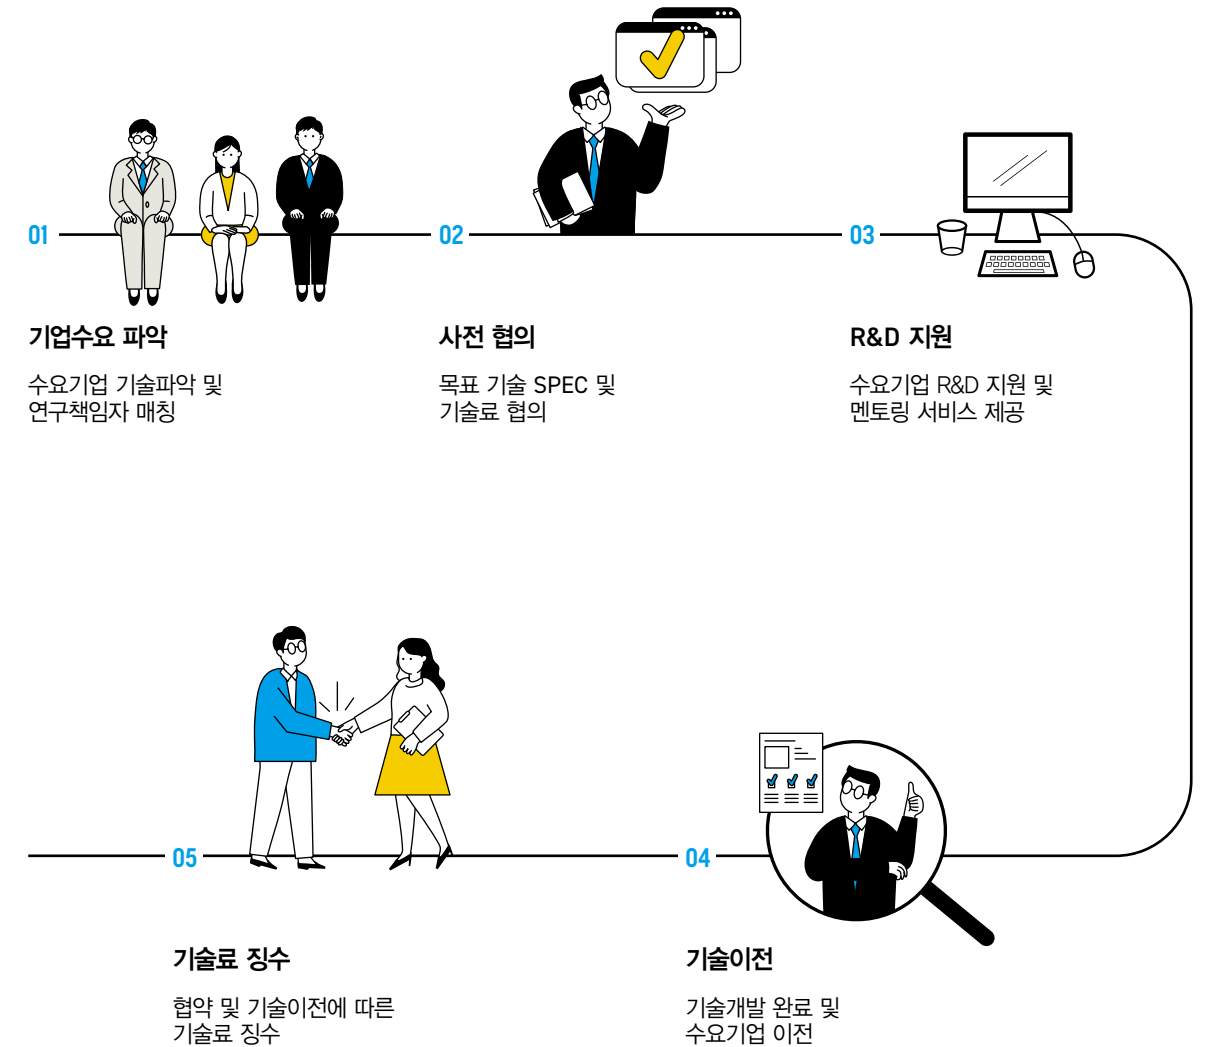 01
기업수요 파악
수요기업 기술파악 및
연구책임자 매칭
02
사전 협의
목표 기술 SPEC 및
기술료 협의
03
R&D 지원
수요기업 R&D 지원 및
멘토링 서비스 제공
04
기술이전
기술개발 완료 및
수요기업 이전
05
기술료 징수
협약 및 기술이전에 따른
기술료 징수